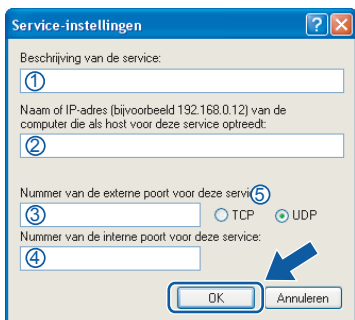 Service-instellingen
Beschrijving van de service:
①
Naam of IP-adres (bijvoorbeeld 192.168.0.12) van de
computer die als host voor deze service optreedt:
②
Nummer van de externe poort voor deze servi⑤
③ TCP UDP
Nummer van de interne poort voor deze service:
④
OK Annuleren